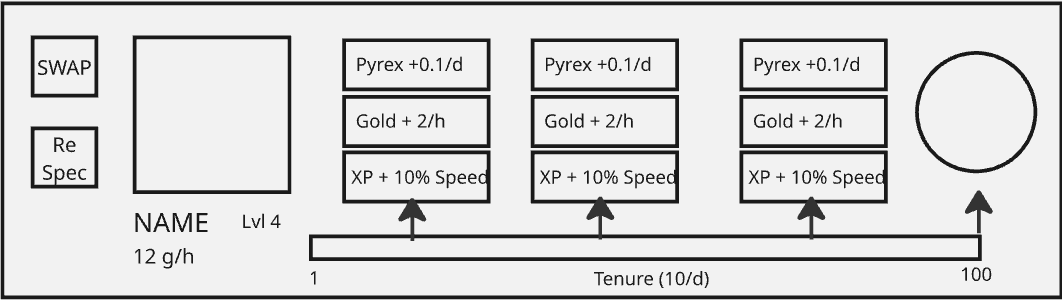 SWAP
Re
Spec
NAME
Lvl 4
12 g/h
Pyrex +0.1/d
Gold + 2/h
XP + 10% Speed
Pyrex +0.1/d
Gold + 2/h
XP + 10% Speed
Pyrex +0.1/d
Gold + 2/h
XP + 10% Speed
1
Tenure (10/d)
100